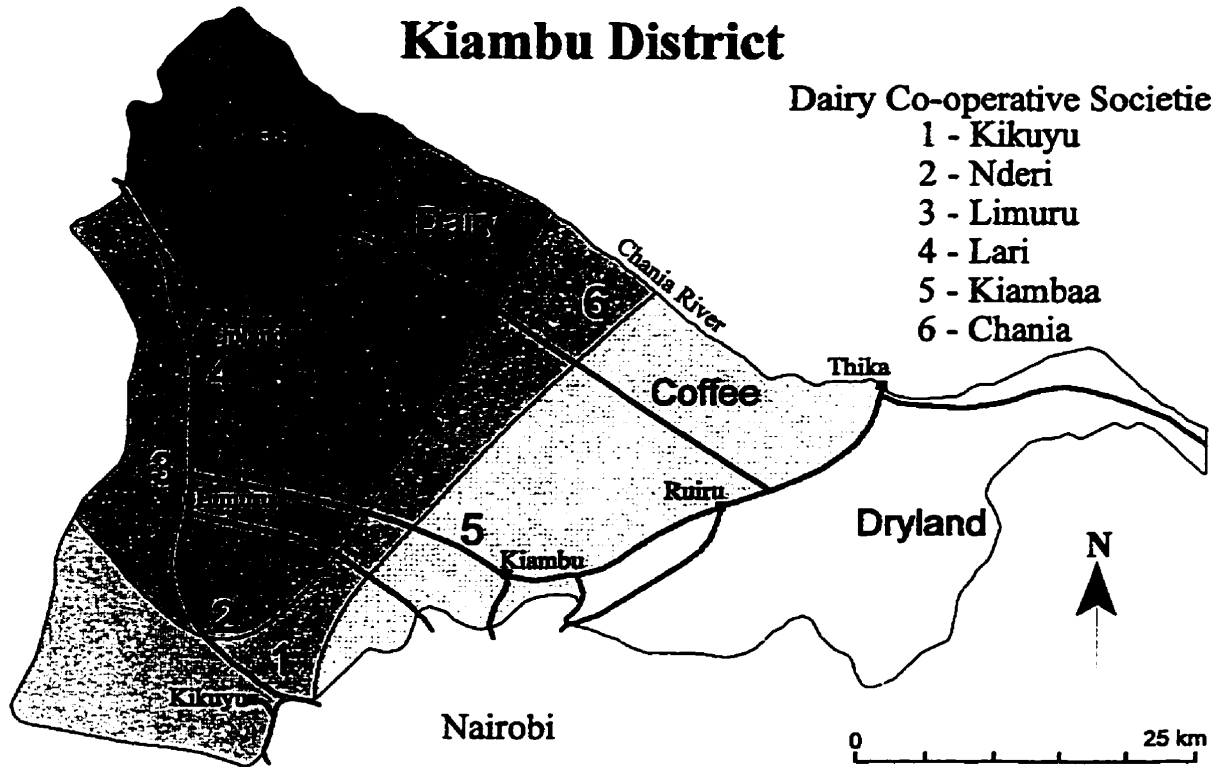 Kiambu District
Dairy Co-operative Societie
1 - Kikuyu
2 - Nderi
3 - Limuru
4 - Lari
5 - Kiambaa
6 - Chania
Dairy
Chania River
6
4
Thika
Coffee
3
Limuru
Ruiru
5
Dryland
Kiambu
N
2
1
Kikuyu
Nairobi
0
25 km